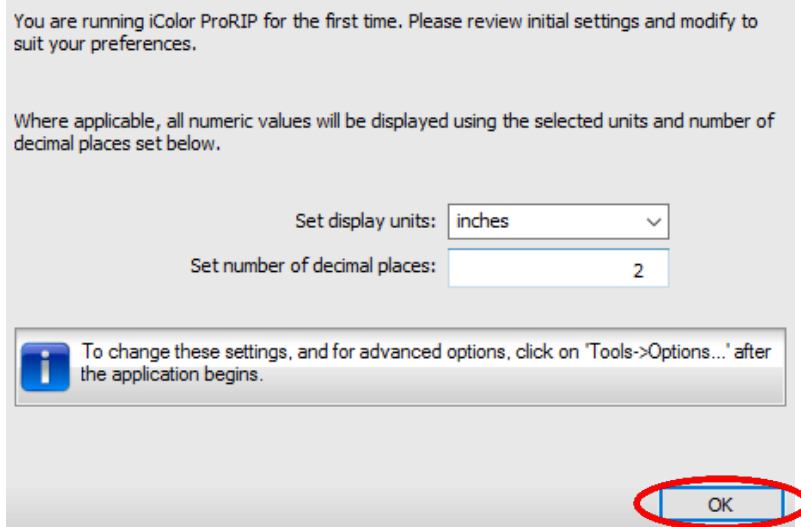 You are running iColor ProRIP for the first time. Please review initial settings and modify to
suit your preferences.
Where applicable, all numeric values will be displayed using the selected units and number of
decimal places set below.
Set display units: inches
Set number of decimal places: 2
To change these settings, and for advanced options, click on 'Tools->Options...' after
the application begins.
OK